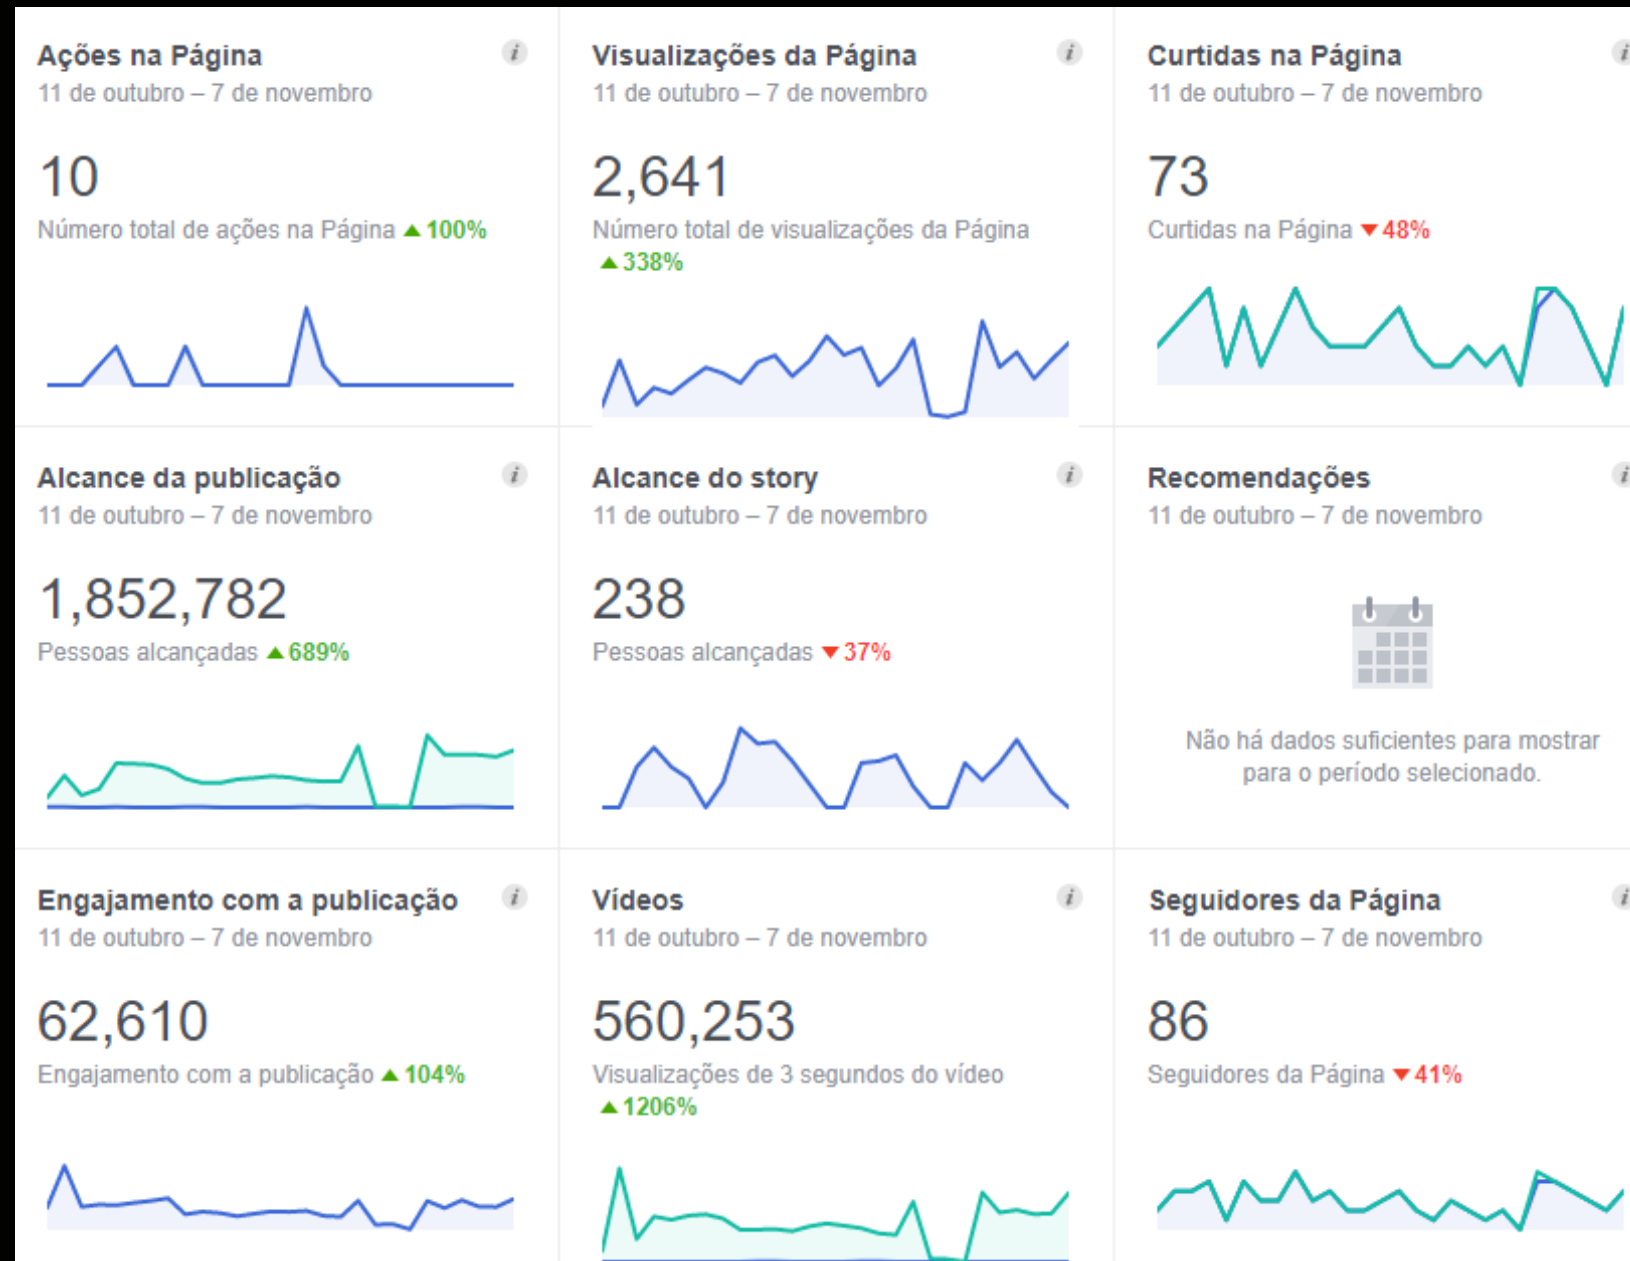 Ações na Página
11 de outubro – 7 de novembro
10
Número total de ações na Página ▲ 100%
Visualizações da Página
11 de outubro – 7 de novembro
2,641
Número total de visualizações da Página
▲ 338%
Curtidas na Página
11 de outubro – 7 de novembro
73
Curtidas na Página ▼ 48%
Alcance da publicação
11 de outubro – 7 de novembro
1,852,782
Pessoas alcançadas ▲ 689%
Alcance do story
11 de outubro – 7 de novembro
238
Pessoas alcançadas ▼ 37%
Recomendações
11 de outubro – 7 de novembro
Não há dados suficientes para mostrar
para o período selecionado.
Engajamento com a publicação
11 de outubro – 7 de novembro
62,610
Engajamento com a publicação ▲ 104%
Vídeos
11 de outubro – 7 de novembro
560,253
Visualizações de 3 segundos do vídeo
▲ 1206%
Seguidores da Página
11 de outubro – 7 de novembro
86
Seguidores da Página ▼ 41%